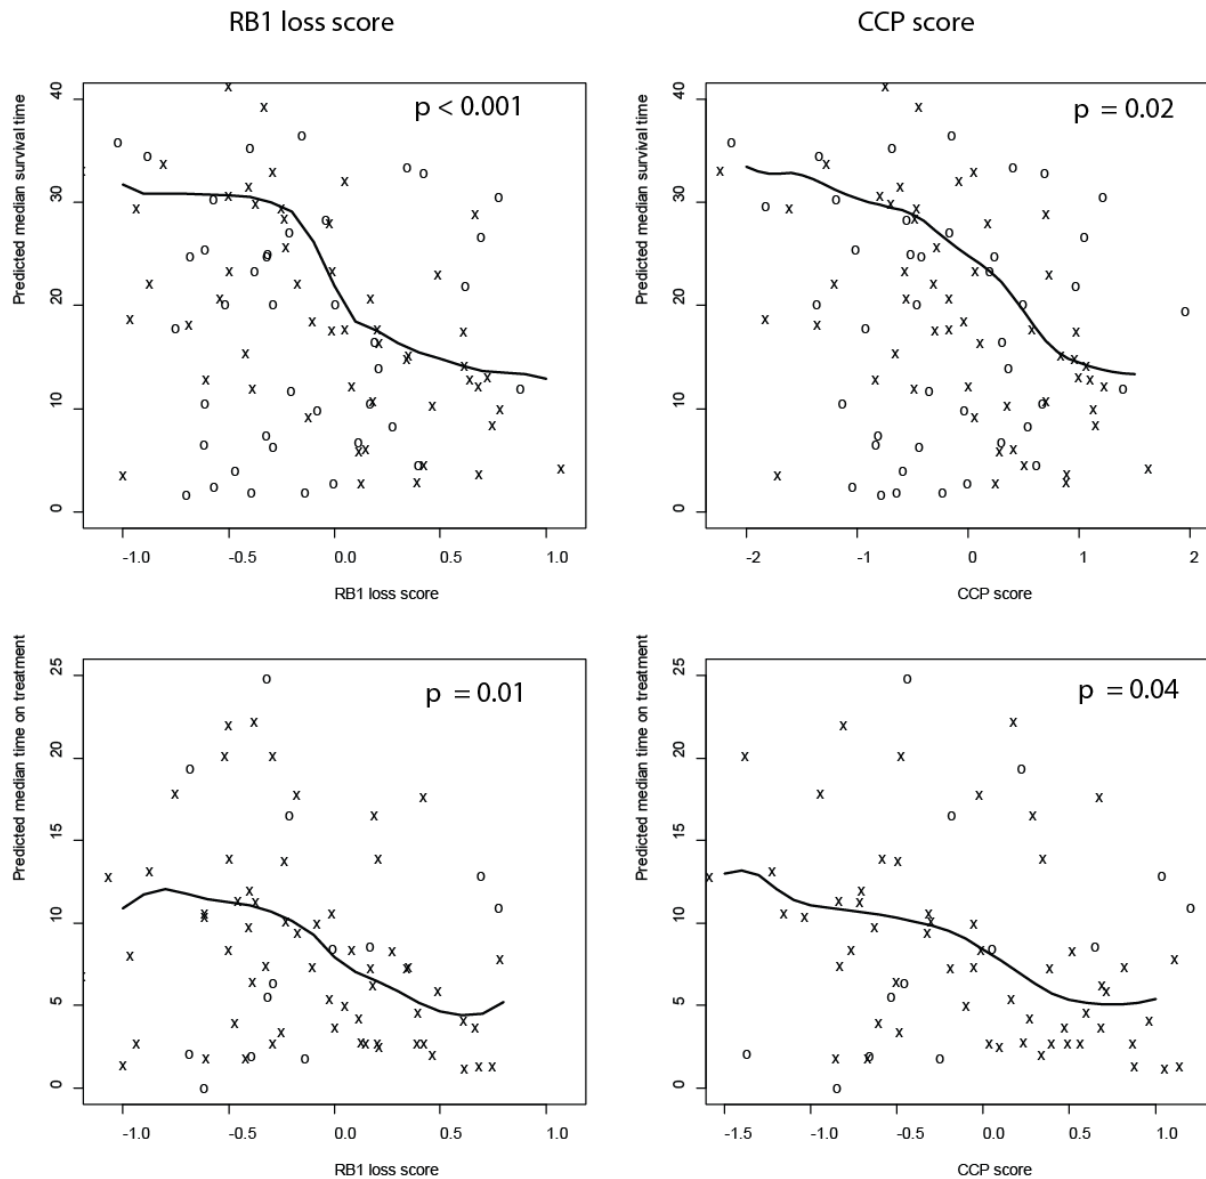 RB1 loss score
CCP score
Predicted median survival time
40
30
20
10
0
p < 0.001
-1.0 -0.5 0.0 0.5 1.0
RB1 loss score
Predicted median survival time
40
30
20
10
0
p = 0.02
-2 -1 0 1 2
CCP score
Predicted median time on treatment
25
20
15
10
5
0
p = 0.01
-1.0 -0.5 0.0 0.5 1.0
RB1 loss score
Predicted median time on treatment
25
20
15
10
5
0
p = 0.04
-1.5 -1.0 -0.5 0.0 0.5 1.0
CCP score